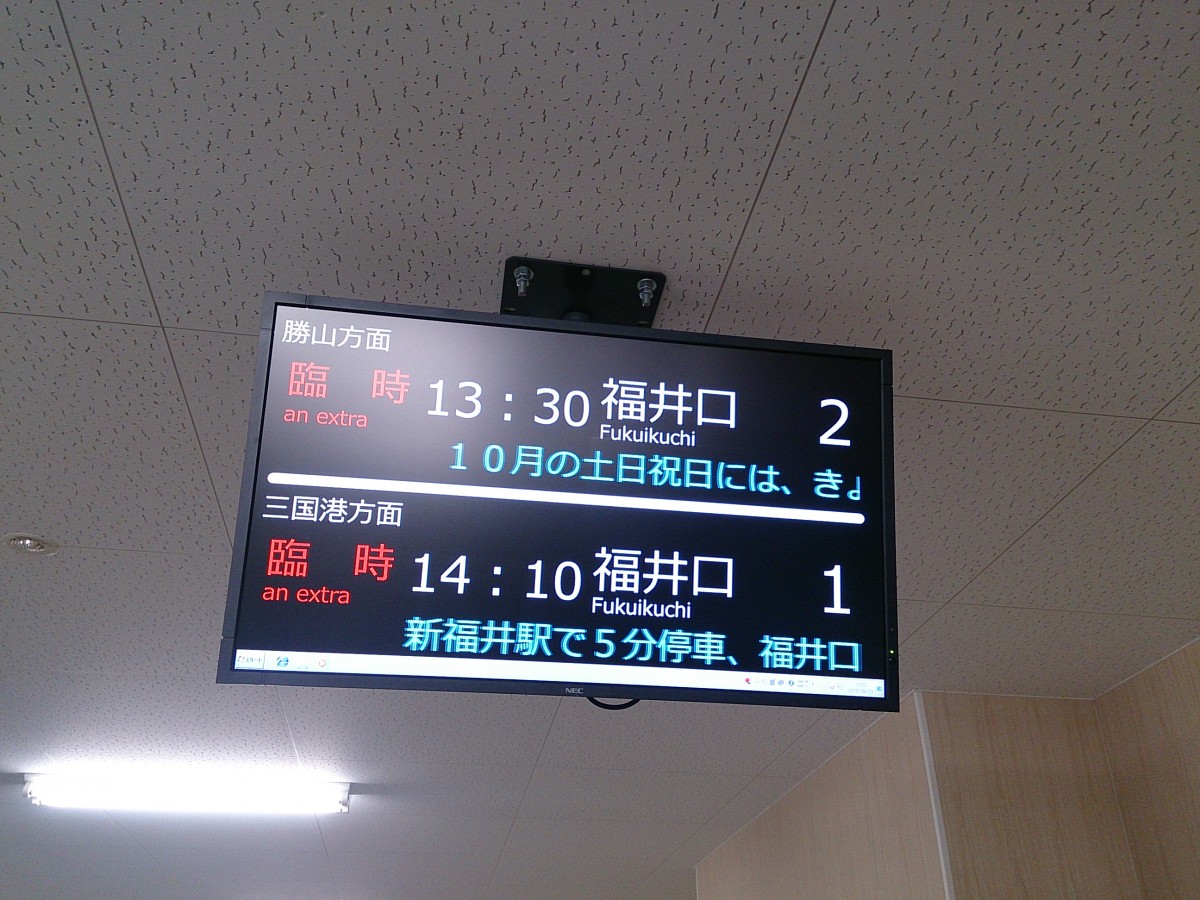 勝山方面
臨時 13:30 福井口 2
an extra Fukuikuchi
10月の土日祝日には、き
三国港方面
臨時 14:10 福井口 1
an extra Fukuikuchi
新福井駅で5分停車、福井口
NEC